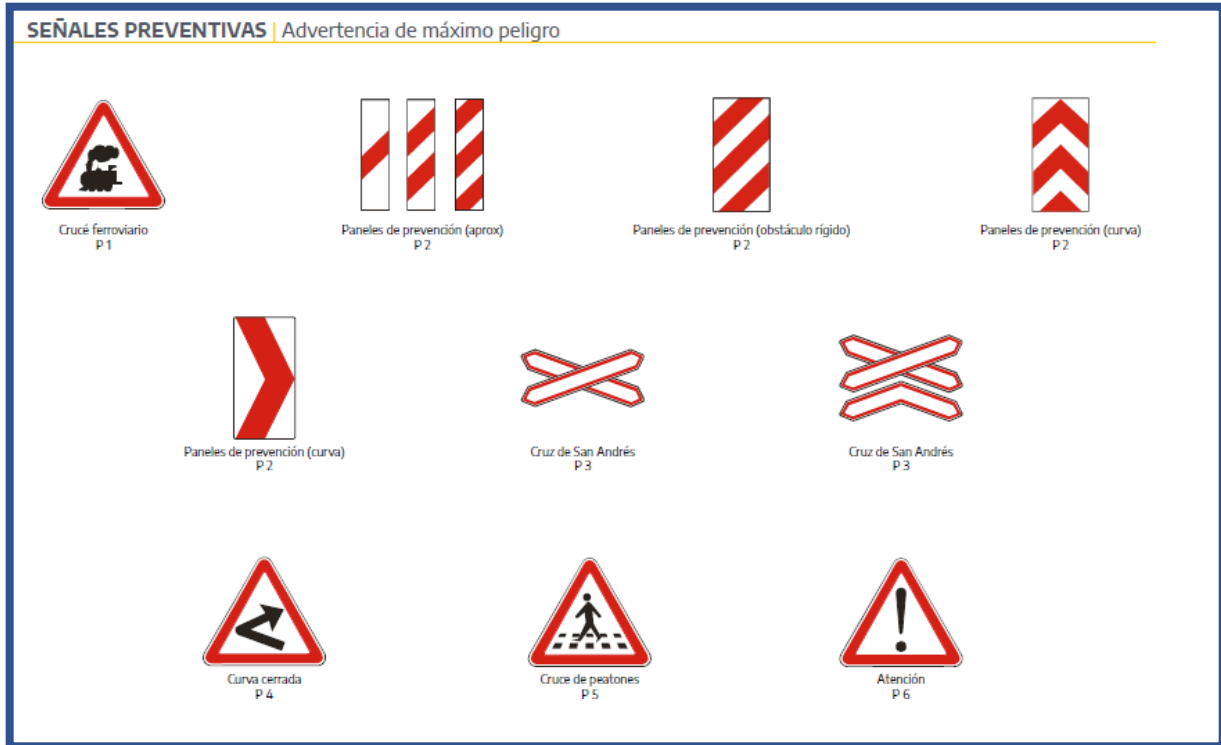 SEÑALES PREVENTIVAS | Advertencia de máximo peligro
Crucé ferroviario
P 1
Paneles de prevención (aprox)
P 2
Paneles de prevención (obstáculo rígido)
P 2
Paneles de prevención (curva)
P 2
Paneles de prevención (curva)
P 2
Cruz de San Andrés
P 3
Cruz de San Andrés
P 3
Curva cerrada
P 4
Cruce de peatones
P 5
Atención
P 6